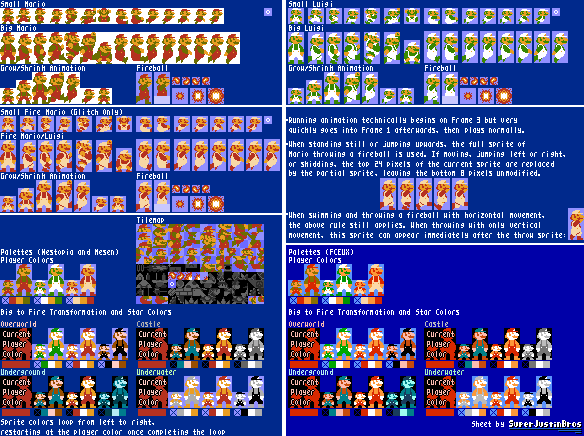 Small Mario
Big Mario
Grow/Shrink Animation
Fireball
Small Luigi
Big Luigi
Grow/Shrink Animation
Fireball
Small Fire Mario (Glitch Only)
Fire Mario/Luigi
Grow/Shrink Animation
Fireball
Running animation technically begins on Frame 3 but very
quickly goes into Frame 1 afterwards, then plays normally.
When standing still or jumping upwards, the full sprite of
Mario throwing a fireball is used. If moving, jumping left or right,
or skidding, the top 24 pixels of the current sprite are replaced
by the partial sprite, leaving the bottom 8 pixels unmodified.
When swimming and throwing a fireball with horizontal movement,
the above rule still applies. When throwing with only vertical
movement, this sprite can appear immediately after the throw sprite:
Tilemap
Palettes (Nestopia and Mesen)
Player Colors
Big to Fire Transformation and Star Colors
Overworld
Current
Player
Color
Castle
Current
Player
Color
Underground
Current
Player
Color
Underwater
Current
Player
Color
Sprite colors loop from left to right,
restarting at the player color once completing the loop
Palettes (FCEUX)
Player Colors
Big to Fire Transformation and Star Colors
Overworld
Current
Player
Color
Castle
Current
Player
Color
Underground
Current
Player
Color
Underwater
Current
Player
Color
Sheet by SuperJustinBros